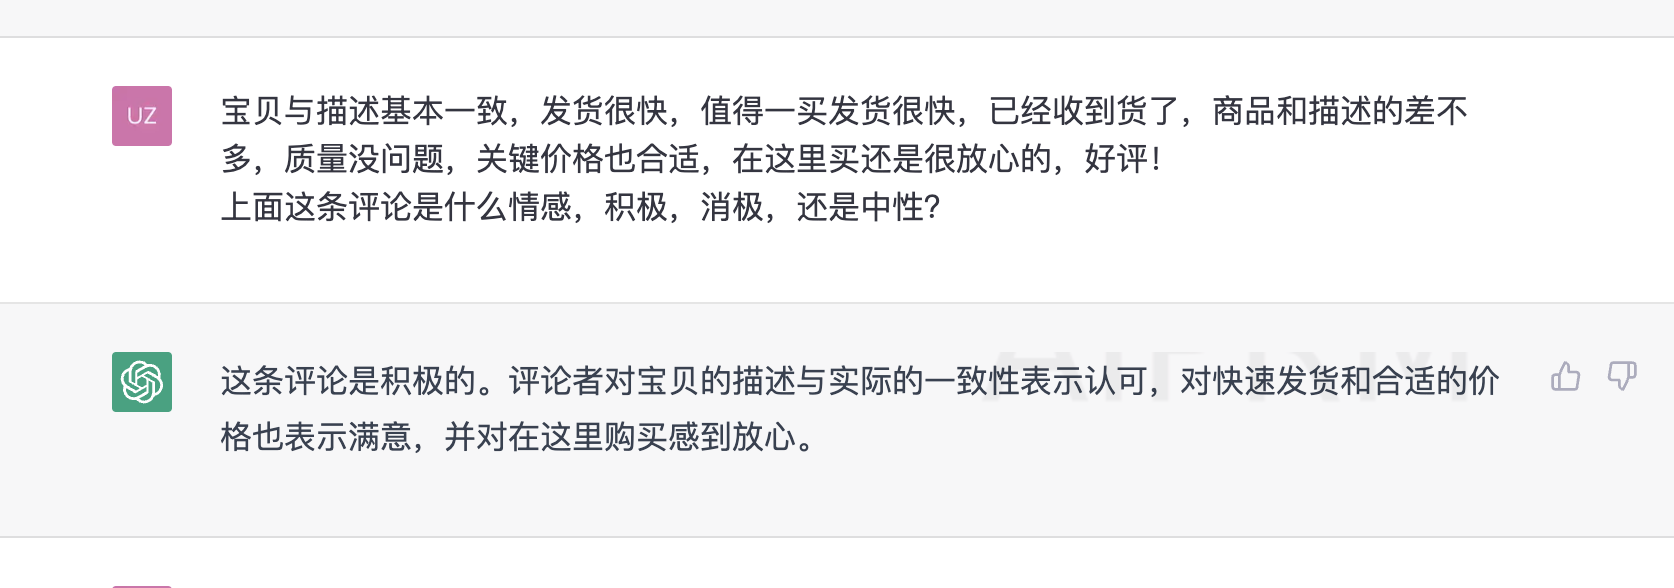 UZ
宝贝与描述基本一致，发货很快，值得一买发货很快，已经收到货了，商品和描述的差不
多，质量没问题，关键价格也合适，在这里买还是很放心的，好评！
上面这条评论是什么情感，积极，消极，还是中性？
这条评论是积极的。评论者对宝贝的描述与实际的一致性表示认可，对快速发货和合适的价
格也表示满意，并对在这里购买感到放心。